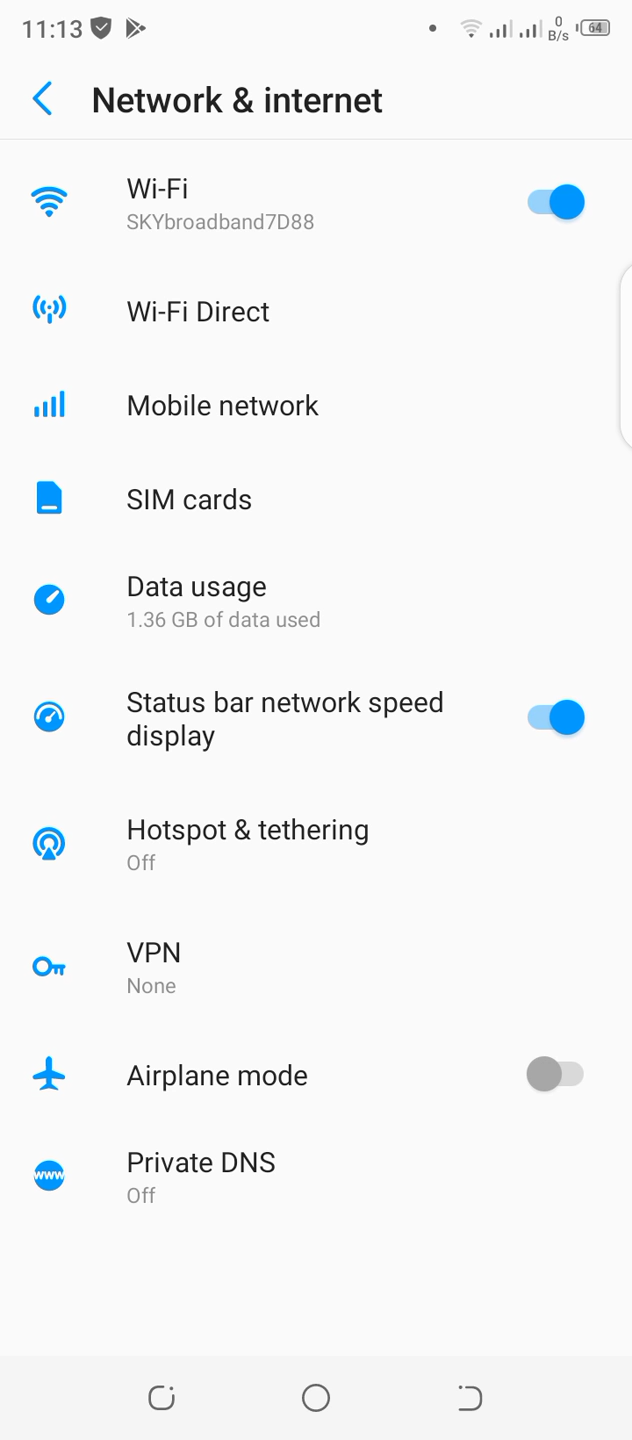 11:13 0 B/s 64
Network & internet
Wi-Fi
SKYbroadband7D88
Wi-Fi Direct
Mobile network
SIM cards
Data usage
1.36 GB of data used
Status bar network speed
display
Hotspot & tethering
Off
VPN
None
Airplane mode
www
Private DNS
Off